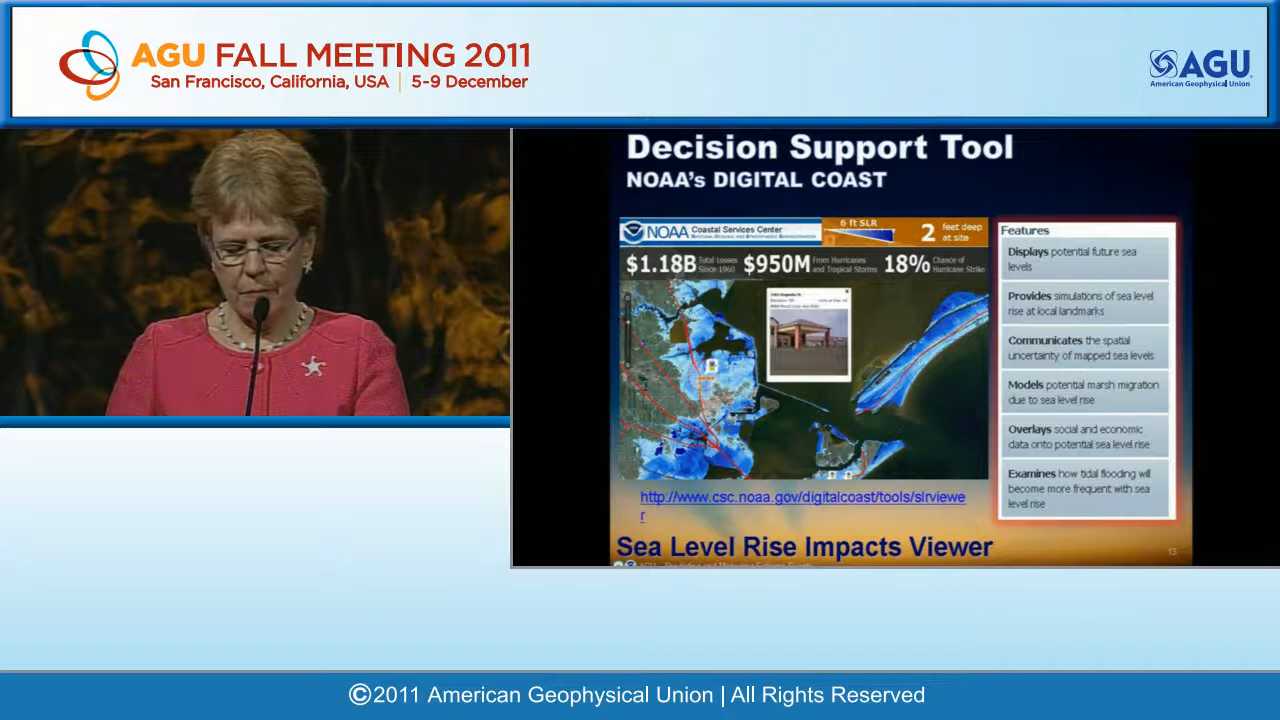 AGU FALL MEETING 2011
San Francisco, California, USA | 5-9 December
AGU
American Geophysical Union
Decision Support Tool
NOAA's DIGITAL COAST
NOAA Coastal Services Center
NATIONAL OCEANIC AND ATMOSPHERIC ADMINISTRATION
6 ft SLR
2 feet deep
at site
$1.18B Total Losses
Since 1960
$950M From Hurricanes
and Tropical Storms
18% Chance of
Hurricane Strike
Features
Displays potential future sea
levels
Provides simulations of sea level
rise at local landmarks
Communicates the spatial
uncertainty of mapped sea levels
Models potential marsh migration
due to sea level rise
Overlays social and economic
data onto potential sea level rise
Examines how tidal flooding will
become more frequent with sea
level rise
http://www.csc.noaa.gov/digitalcoast/tools/slrviewe
r
Sea Level Rise Impacts Viewer
13
©2011 American Geophysical Union | All Rights Reserved